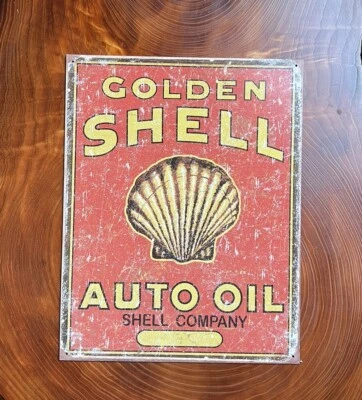 GOLDEN
SHELL
AUTO OIL
SHELL COMPANY